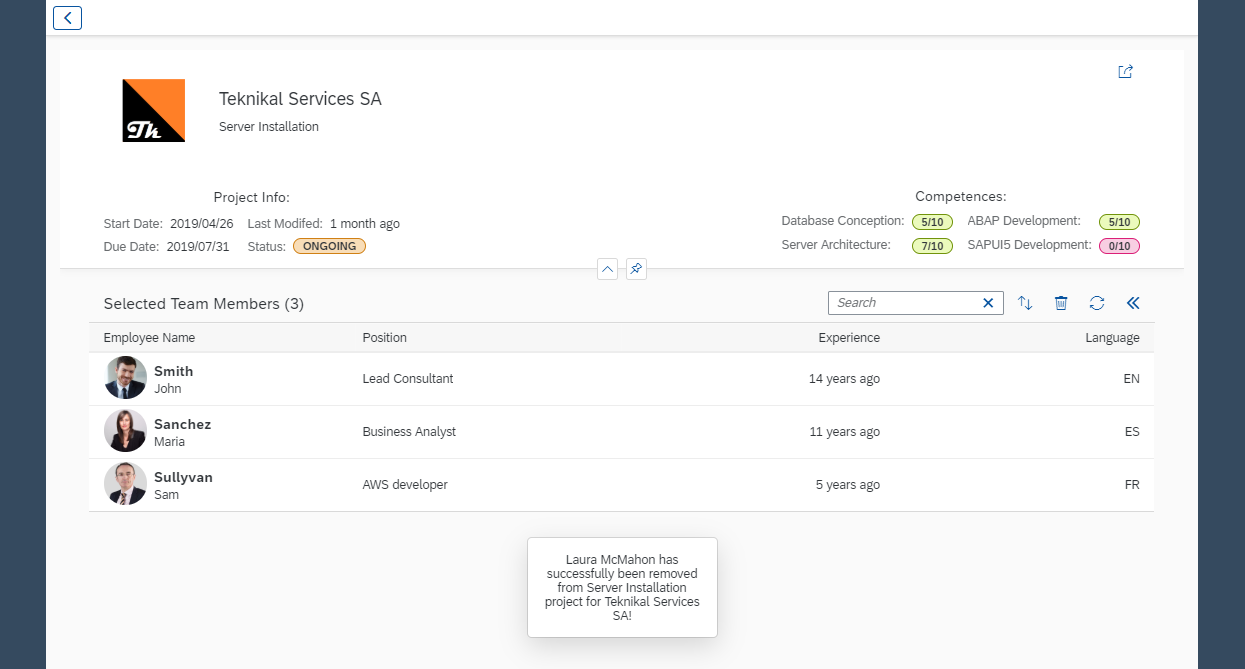 Th
Teknikal Services SA
Server Installation
Project Info:
Start Date: 2019/04/26 Last Modifed: 1 month ago
Due Date: 2019/07/31 Status: ONGOING
Competences:
Database Conception: 5/10 ABAP Development: 5/10
Server Architecture: 7/10 SAPUI5 Development: 0/10
Selected Team Members (3)
Search
Employee Name Position Experience Language
Smith
John
Lead Consultant 14 years ago EN
Sanchez
Maria
Business Analyst 11 years ago ES
Sullyvan
Sam
AWS developer 5 years ago FR
Laura McMahon has
successfully been removed
from Server Installation
project for Teknikal Services
SA!